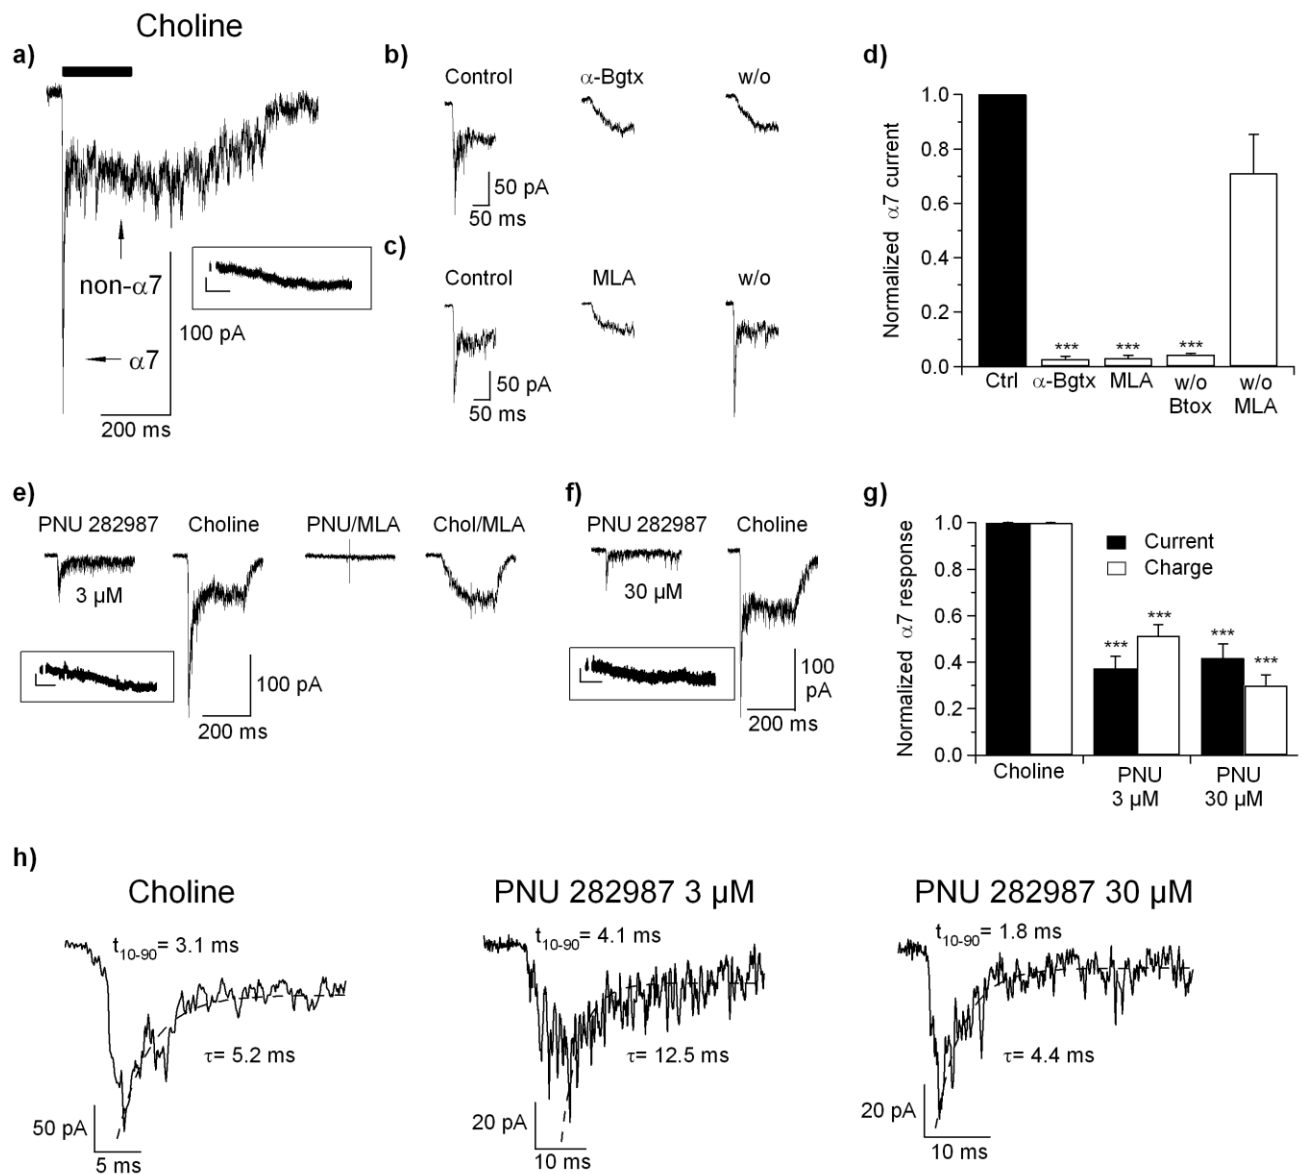 Choline
a)
non-α7
α7
100 pA
200 ms
b)
Control
α-Bgtx
w/o
50 pA
50 ms
c)
Control
MLA
w/o
50 pA
50 ms
d)
Normalized α7 current
1.0
0.8
0.6
0.4
0.2
0.0
***
***
***
Ctrl
α-Bgtx
MLA
w/o
Btox
w/o
MLA
e)
PNU 282987
Choline
PNU/MLA
Chol/MLA
3 µM
100 pA
200 ms
f)
PNU 282987
Choline
30 µM
100
pA
200 ms
g)
Normalized α7 response
1.0
0.8
0.6
0.4
0.2
0.0
Current
Charge
***
***
***
***
Choline
PNU
3 µM
PNU
30 µM
h)
Choline
t10-90= 3.1 ms
τ= 5.2 ms
50 pA
5 ms
PNU 282987 3 µM
t10-90= 4.1 ms
τ= 12.5 ms
20 pA
10 ms
PNU 282987 30 µM
t10-90= 1.8 ms
τ= 4.4 ms
20 pA
10 ms